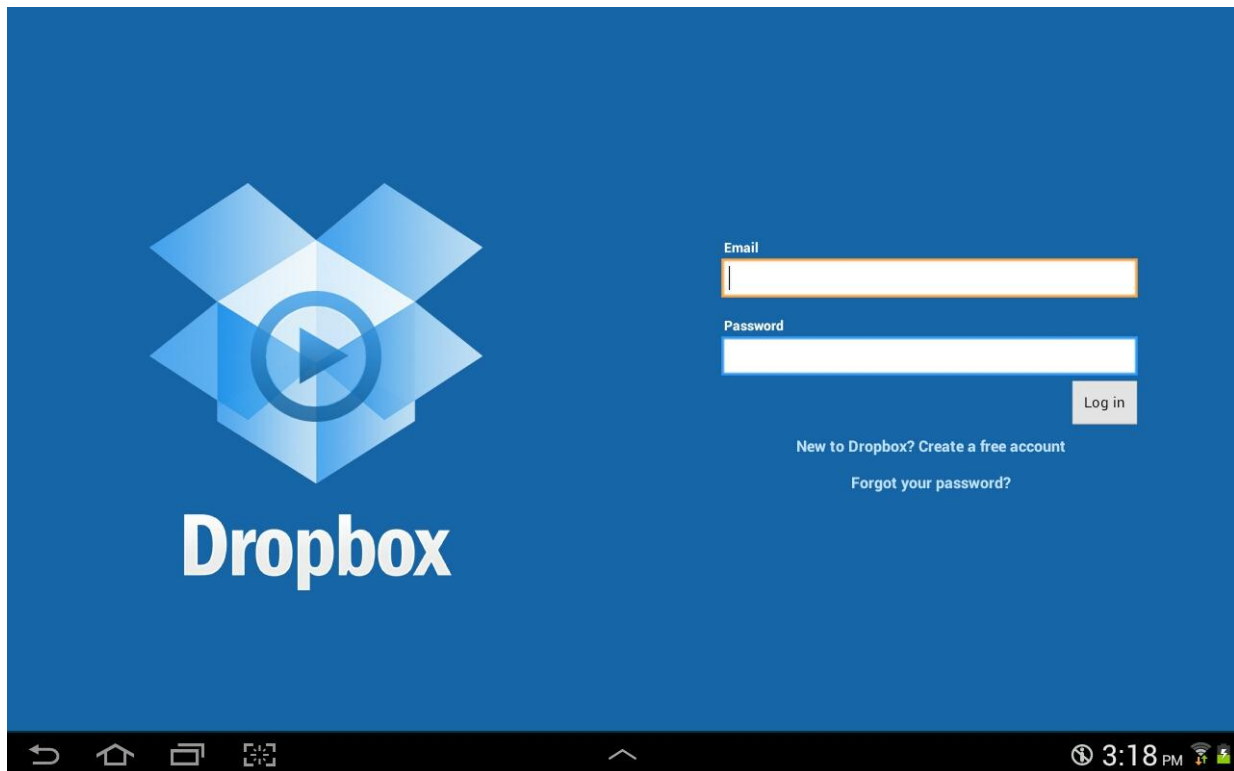 Dropbox
Email
Password
Log in
New to Dropbox? Create a free account
Forgot your password?
3:18 PM